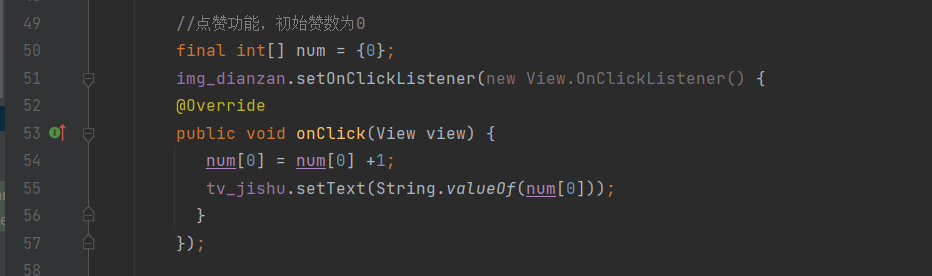 49 //点赞功能，初始赞数为0
50 final int[] num = {0};
51 img_dianzan.setOnClickListener(new View.OnClickListener() {
52 @Override
53 public void onClick(View view) {
54 num[0] = num[0] +1;
55 tv_jishu.setText(String.valueOf(num[0]));
56 }
57 });
58